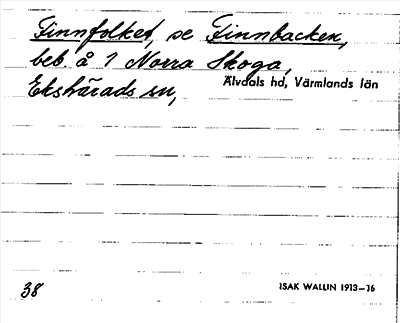 Finnfolket, se Finnbacken,
beb. å 1 Norra Skoga,
Ekshärads sn, Älvdals hd, Värmlands län
38
ISAK WALLIN 1913–16